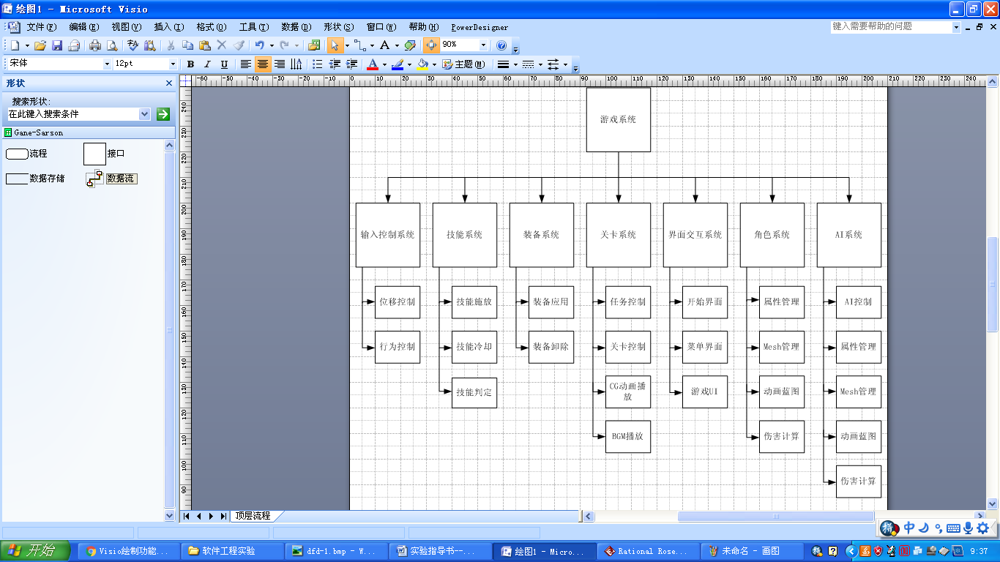 绘图1 - Microsoft Visio
文件(F) 编辑(E) 视图(V) 插入(I) 格式(O) 工具(T) 数据(D) 形状(S) 窗口(W) 帮助(H) PowerDesigner 键入需要帮助的问题
90%
宋体 12pt B I U A 主题(M)
形状
搜索形状:
在此键入搜索条件
Gane-Sarson
流程 接口
数据存储 数据流
-60 -50 -40 -30 -20 -10 0 10 20 30 40 50 60 70 80 90 100 110 120 130 140 150 160 170 180 190 200 210 220 230 240
240
230
220
210
200
190
180
170
160
150
140
130
120
110
100
90
游戏系统
输入控制系统 技能系统 装备系统 关卡系统 界面交互系统 角色系统 AI系统
位移控制 技能施放 装备应用 任务控制 开始界面 属性管理 AI控制
行为控制 技能冷却 装备卸除 关卡控制 菜单界面 Mesh管理 属性管理
技能判定 CG动画播
放 游戏UI 动画蓝图 Mesh管理
BGM播放 伤害计算 动画蓝图
伤害计算
顶层流程
中
开始 Visio绘制功能... 软件工程实验 dfd-1.bmp - W... 实验指导书--... 绘图1 - Micro... Rational Rose... 未命名 - 画图 9:37